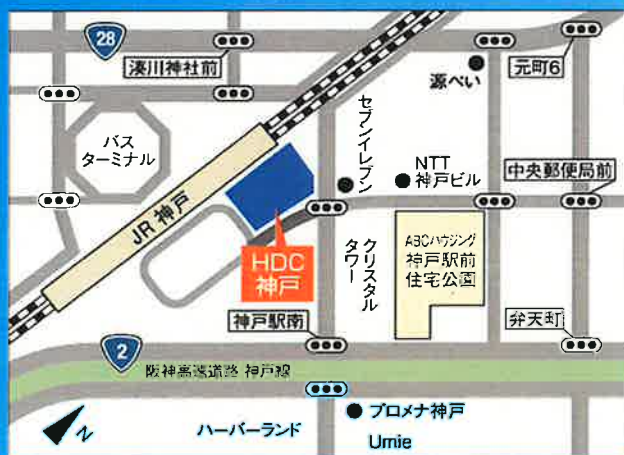 28
湊川神社前
元町6
源ぺい
バス
ターミナル
セブンイレブン
NTT
神戸ビル
中央郵便局前
JR 神戸
HDC
神戸
クリスタル
タワー
ABCハウジング
神戸駅前
住宅公園
神戸駅南
弁天町
2
阪神高速道路 神戸線
プロメナ神戸
ハーバーランド
Umie
N